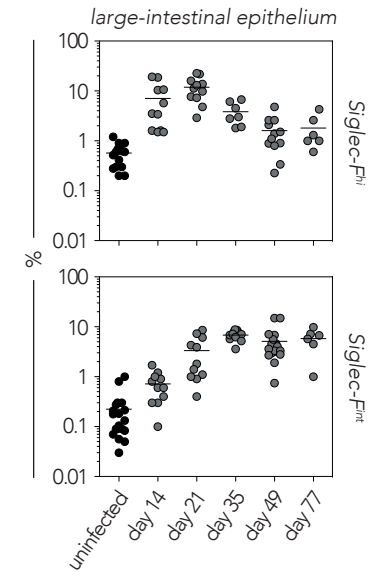 large-intestinal epithelium
100
10
1
0.1
0.01
Siglec-Fhi
%
100
10
1
0.1
0.01
Siglec-Fint
uninfected
day 14
day 21
day 35
day 49
day 77